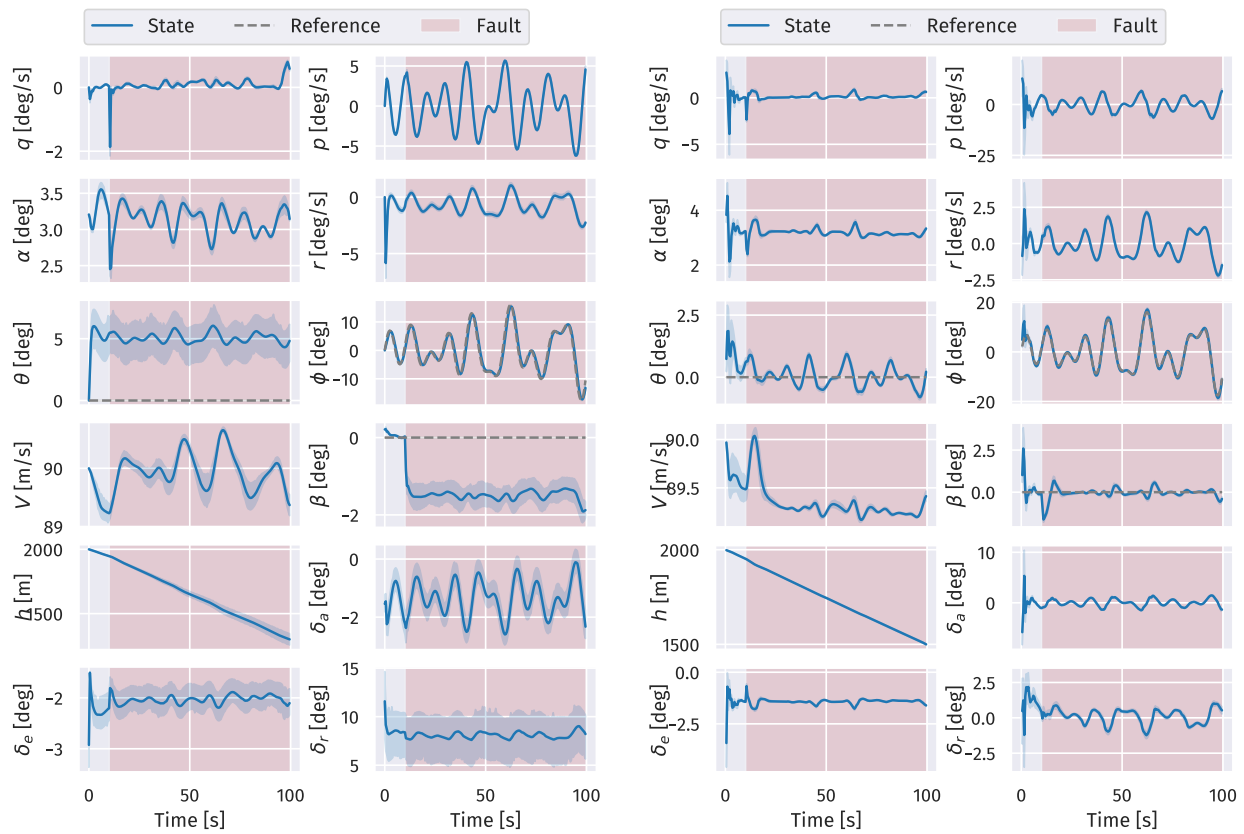 State Reference Fault
State Reference Fault
q [deg/s]
0
−2
p [deg/s]
5
0
−5
q [deg/s]
0
−5
p [deg/s]
0
−25
α [deg]
3.5
3.0
2.5
r [deg/s]
0
−5
α [deg]
4
2
r [deg/s]
2.5
0.0
−2.5
θ [deg]
5
0
ϕ [deg]
10
0
−10
θ [deg]
2.5
0.0
ϕ [deg]
20
0
−20
V [m/s]
90
89
β [deg]
0
−2
V [m/s]
90.0
89.5
β [deg]
2.5
0.0
h [m]
2000
1500
δa [deg]
0
−2
h [m]
2000
1500
δa [deg]
10
0
δe [deg]
−2
−3
δr [deg]
15
10
5
δe [deg]
0.0
−2.5
δr [deg]
2.5
0.0
−2.5
0 50 100
0 50 100
0 50 100
0 50 100
Time [s]
Time [s]
Time [s]
Time [s]